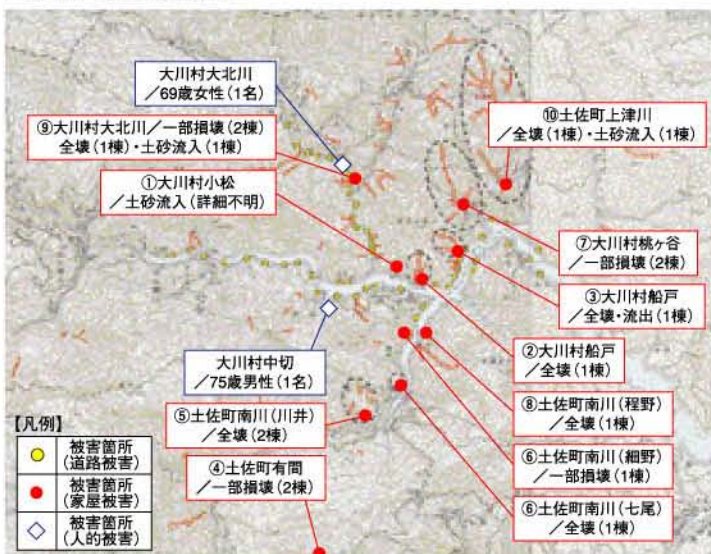 大川村大北川
/69歳女性(1名)
⑨大川村大北川/一部損壊(2棟)
全壊(1棟)・土砂流入(1棟)
①大川村小松
/土砂流入(詳細不明)
⑩土佐町上津川
/全壊(1棟)・土砂流入(1棟)
⑦大川村桃ヶ谷
/一部損壊(2棟)
③大川村船戸
/全壊・流出(1棟)
②大川村船戸
/全壊(1棟)
大川村中切
/75歳男性(1名)
⑧土佐町南川(程野)
/全壊(1棟)
⑤土佐町南川(川井)
/全壊(2棟)
⑥土佐町南川(細野)
/一部損壊(1棟)
④土佐町有間
/一部損壊(2棟)
⑥土佐町南川(七尾)
/全壊(1棟)
【凡例】
被害箇所
(道路被害)
被害箇所
(家屋被害)
被害箇所
(人的被害)